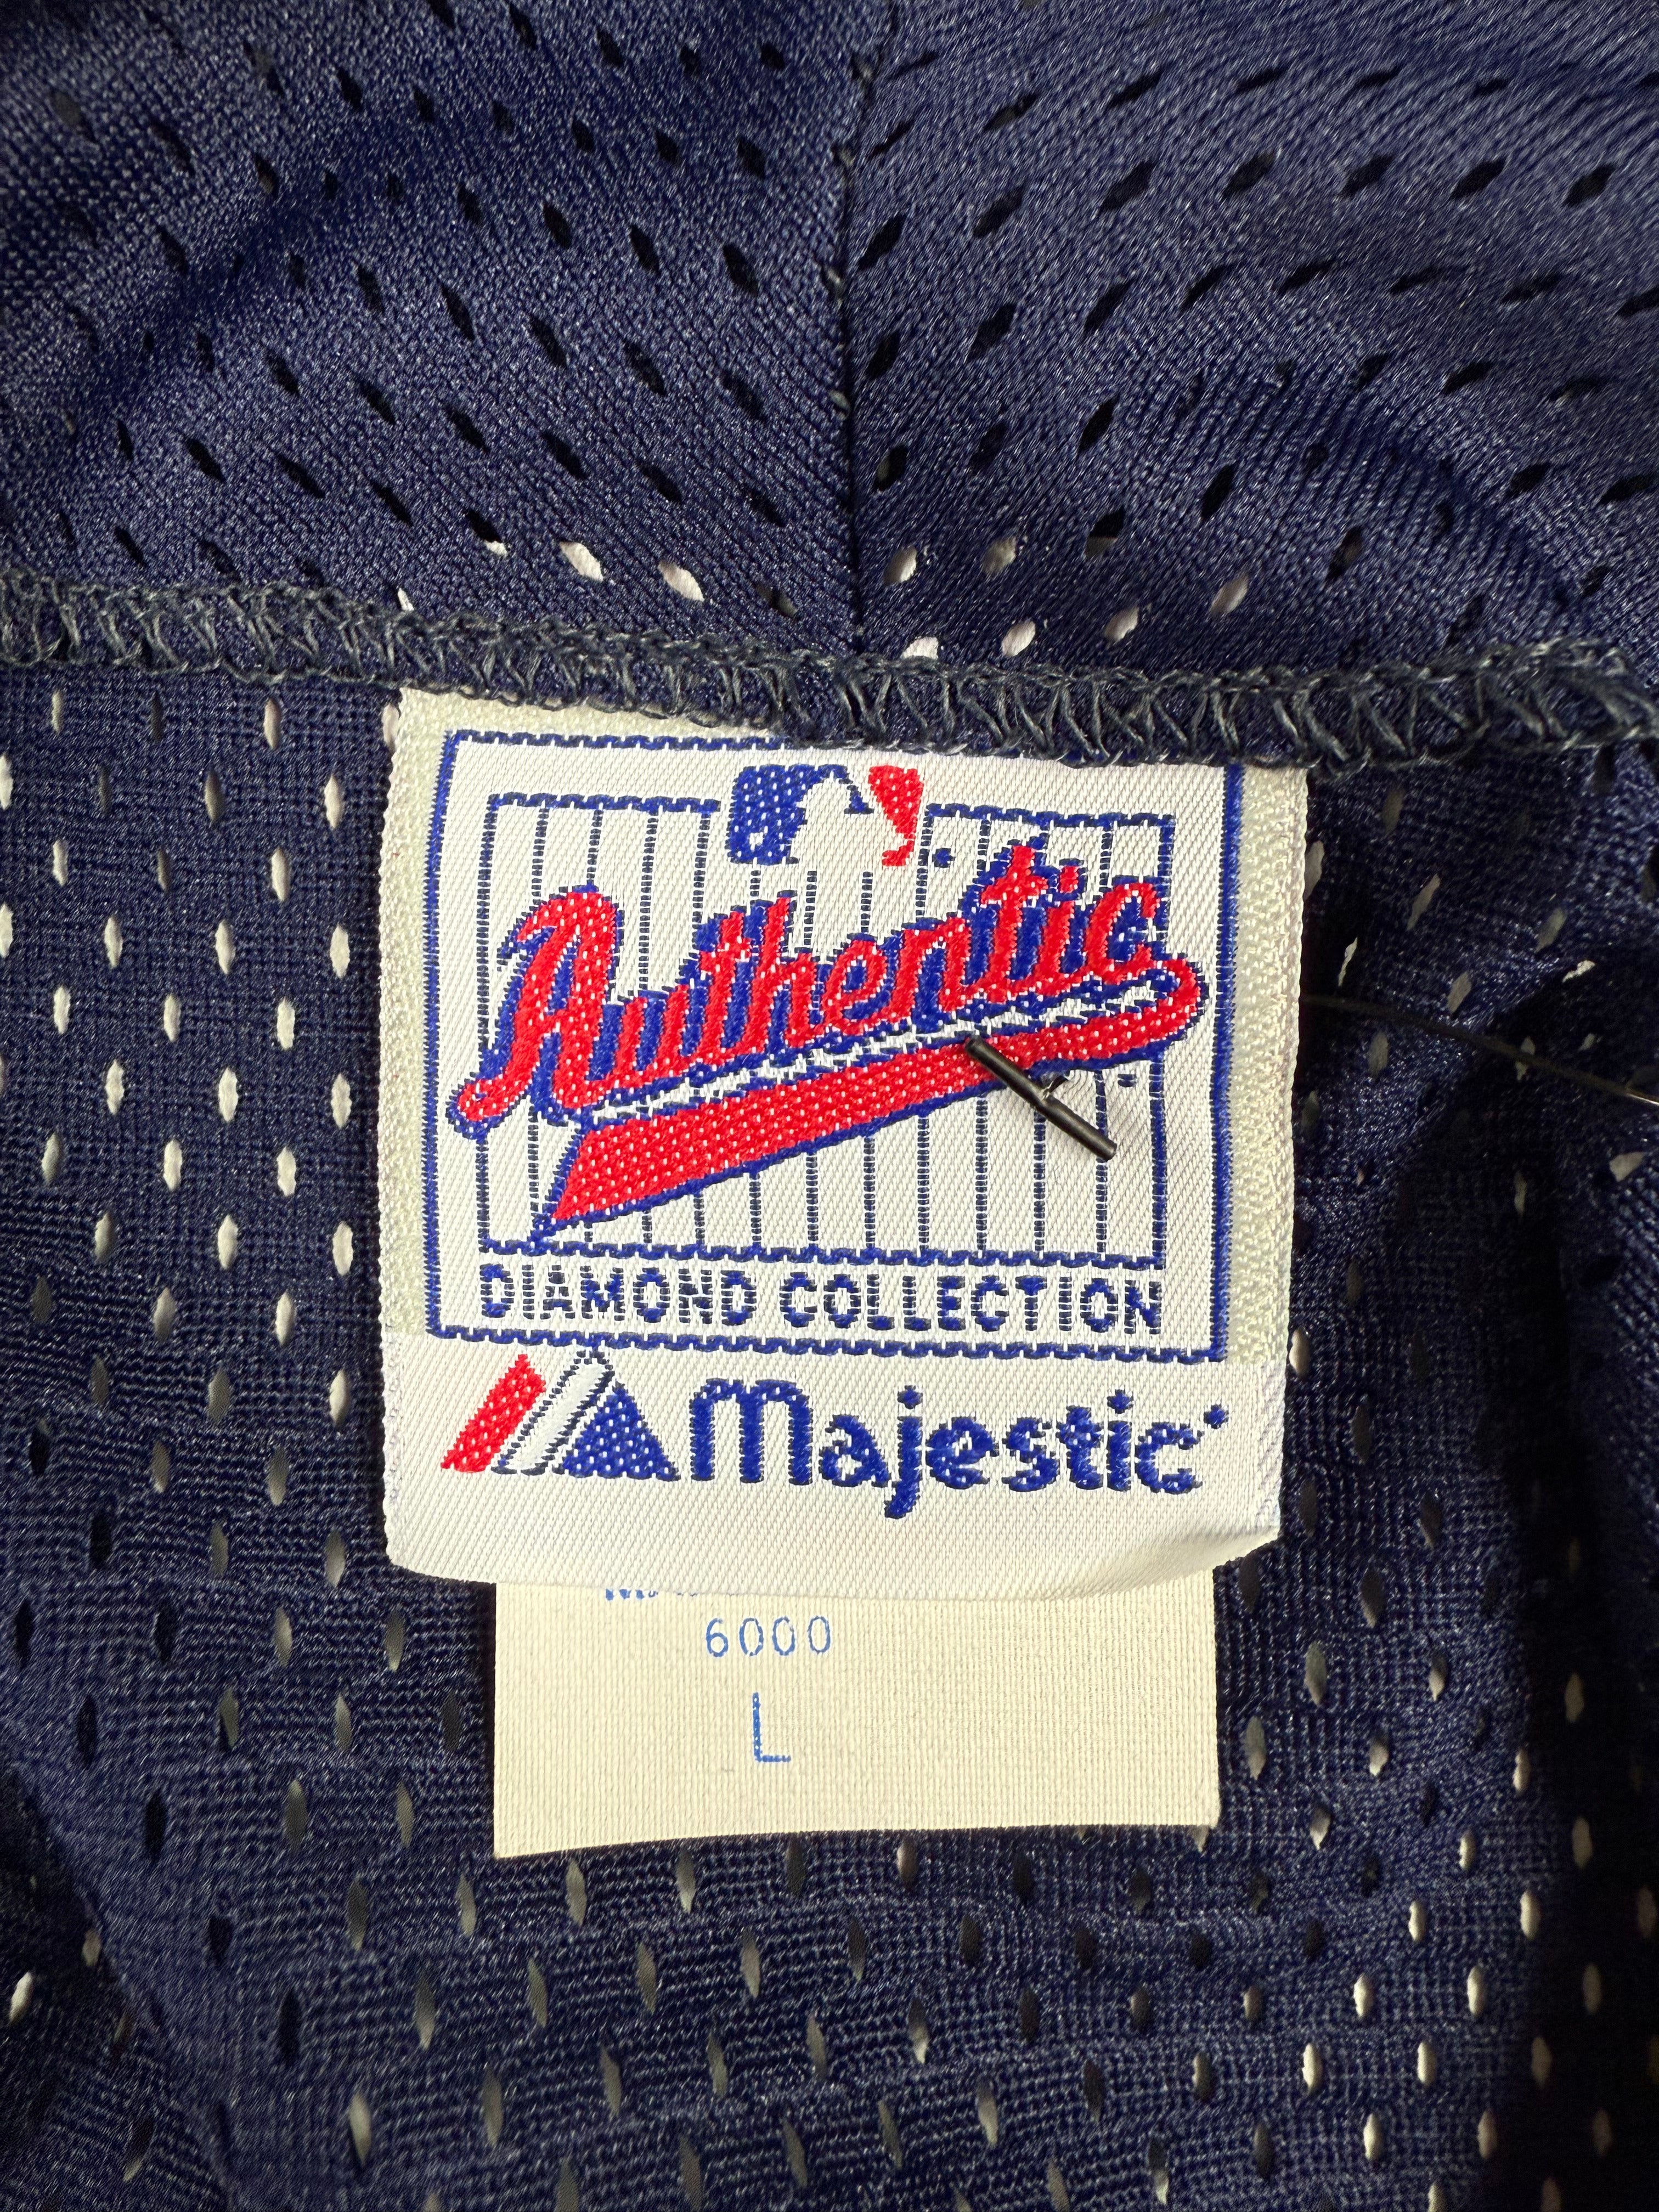 Authentic
DIAMOND COLLECTION
Majestic
6000
L